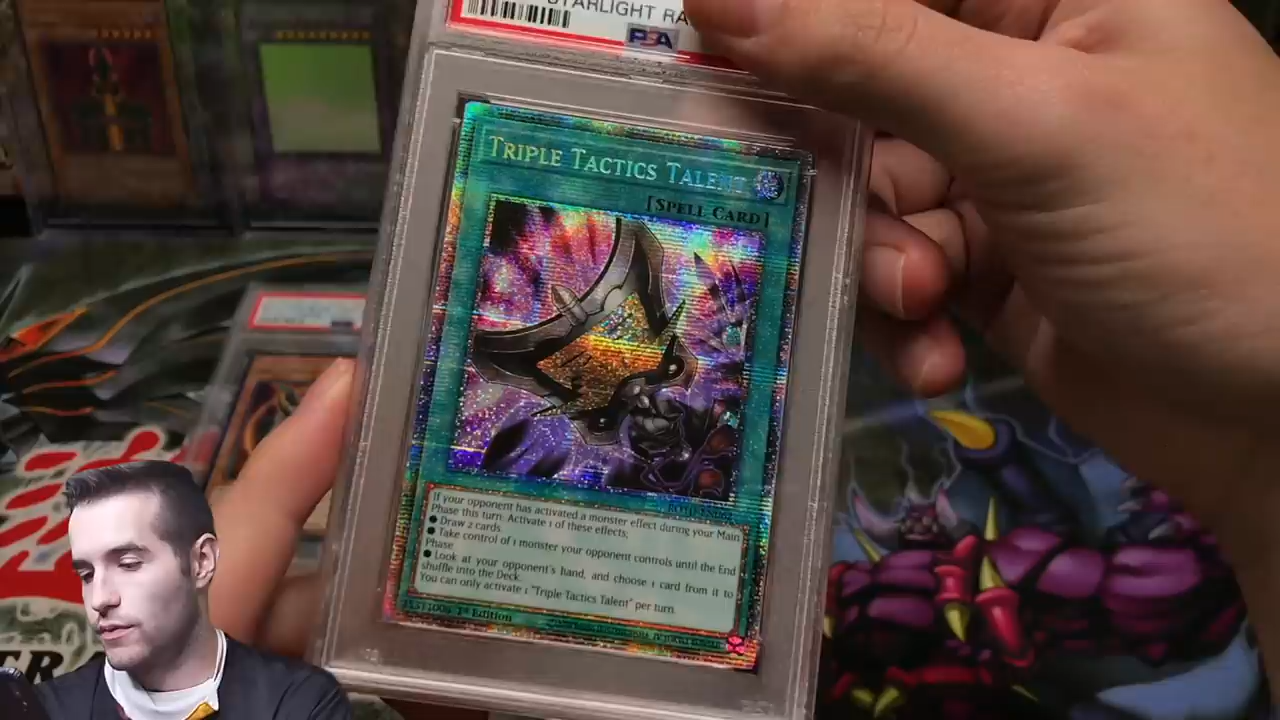 STARLIGHT RA
PSA
TRIPLE TACTICS TALENT
[SPELL CARD]
If your opponent has activated a monster effect during your Main
Phase this turn: Activate 1 of these effects;
● Draw 2 cards.
● Take control of 1 monster your opponent controls until the End
Phase
● Look at your opponent's hand, and choose 1 card from it to
shuffle into the Deck.
You can only activate 1 "Triple Tactics Talent" per turn.
1st Edition